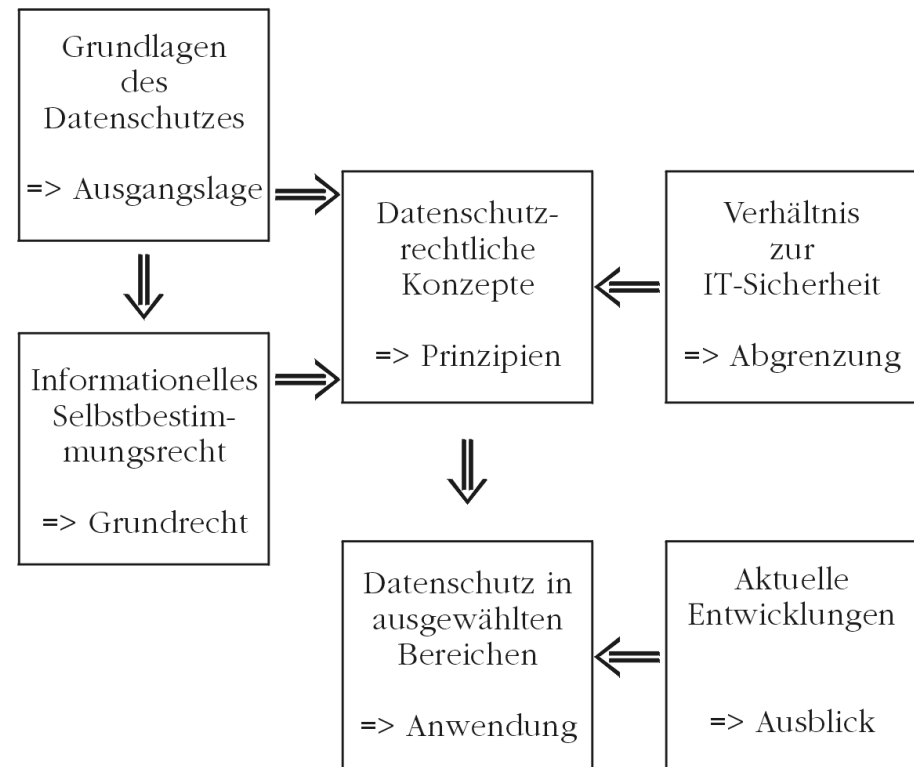 Grundlagen
des
Datenschutzes
=> Ausgangslage
Informationelles
Selbstbestim-
mungsrecht
=> Grundrecht
Datenschutz-
rechtliche
Konzepte
=> Prinzipien
Verhältnis
zur
IT-Sicherheit
=> Abgrenzung
Datenschutz in
ausgewählten
Bereichen
=> Anwendung
Aktuelle
Entwicklungen
=> Ausblick